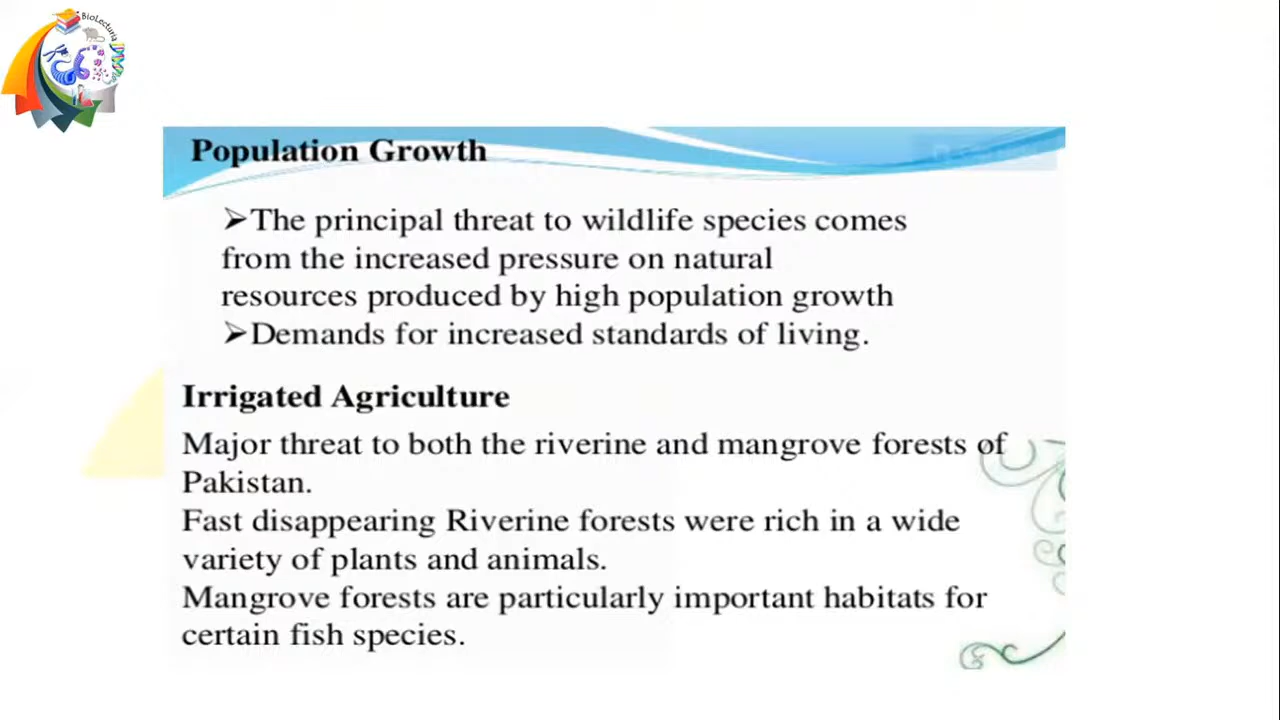 BioLecturia
Population Growth
➢The principal threat to wildlife species comes
from the increased pressure on natural
resources produced by high population growth
➢Demands for increased standards of living.
Irrigated Agriculture
Major threat to both the riverine and mangrove forests of
Pakistan.
Fast disappearing Riverine forests were rich in a wide
variety of plants and animals.
Mangrove forests are particularly important habitats for
certain fish species.